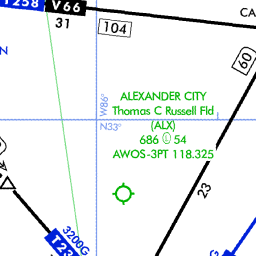 T258
V66
CA
31
104
60
N
ALEXANDER CITY
Thomas C Russell Fld
(ALX)
686 Ⓛ 54
AWOS-3PT 118.325
W86°
N33°
23
3200G
T23
2000G